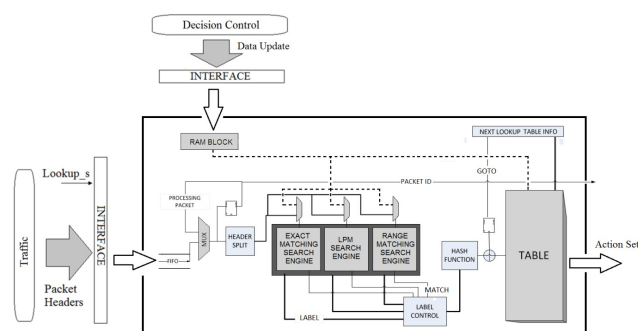 Decision Control
Data Update
INTERFACE
RAM BLOCK
NEXT LOOKUP TABLE INFO
Lookup_s
GOTO
PACKET ID
PROCESSING
PACKET
INTERFACE
Traffic
MUX
HEADER
SPLIT
EXACT
MATCHING
SEARCH
ENGINE
LPM
SEARCH
ENGINE
RANGE
MATCHING
SEARCH
ENGINE
HASH
FUNCTION
TABLE
Action Set
FIFO
Packet
Headers
MATCH
LABEL
LABEL
CONTROL